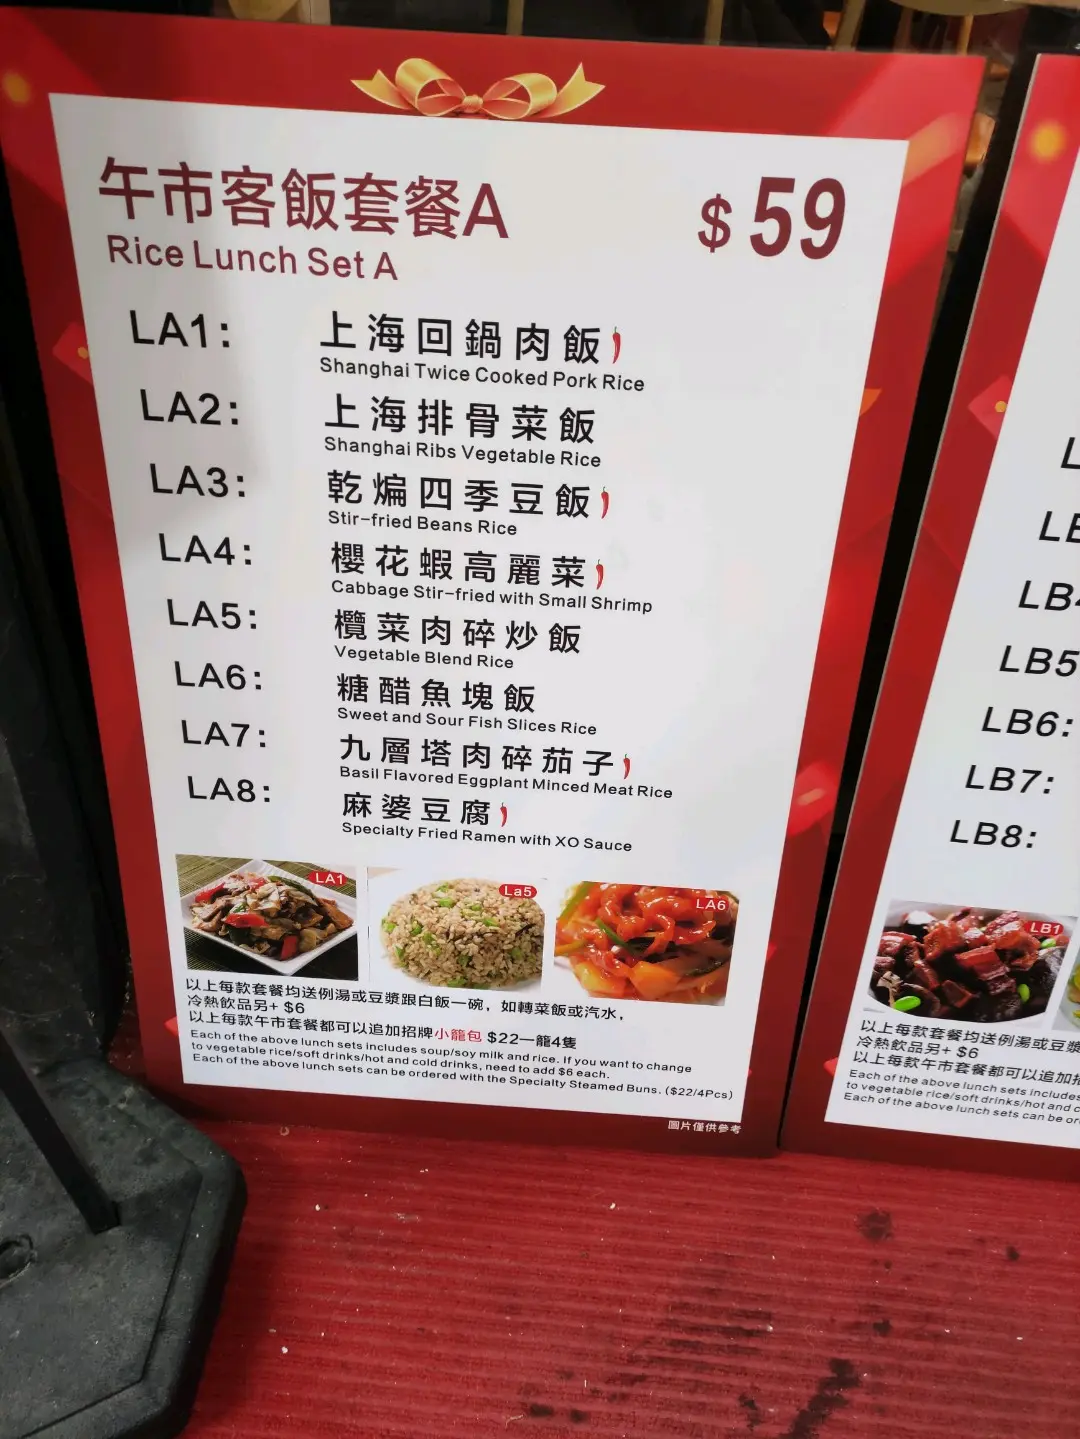 午市客飯套餐A
$59
Rice Lunch Set A
LA1: 上海回鍋肉飯
Shanghai Twice Cooked Pork Rice
LA2: 上海排骨菜飯
Shanghai Ribs Vegetable Rice
LA3: 乾煸四季豆飯
Stir-fried Beans Rice
LA4: 櫻花蝦高麗菜
Cabbage Stir-fried with Small Shrimp
LA5: 欖菜肉碎炒飯
Vegetable Blend Rice
LA6: 糖醋魚塊飯
Sweet and Sour Fish Slices Rice
LA7: 九層塔肉碎茄子
Basil Flavored Eggplant Minced Meat Rice
LA8: 麻婆豆腐
Specialty Fried Ramen with XO Sauce
LA1
La5
LA6
以上每款套餐均送例湯或豆漿跟白飯一碗，如轉菜飯或汽水，
冷熱飲品另+ $6
以上每款午市套餐都可以追加招牌小籠包 $22一籠4隻
Each of the above lunch sets includes soup/soy milk and rice. If you want to change
to vegetable rice/soft drinks/hot and cold drinks, need to add $6 each.
Each of the above lunch sets can be ordered with the Specialty Steamed Buns. ($22/4Pcs)
圖片僅供參考
LB5
LB6:
LB7:
LB8:
LB1
以上每款套餐均送例湯或豆漿
冷熱飲品另+ $6
以上每款午市套餐都可以追加招
Each of the above lunch sets includes
to vegetable rice/soft drinks/hot and
Each of the above lunch sets can be